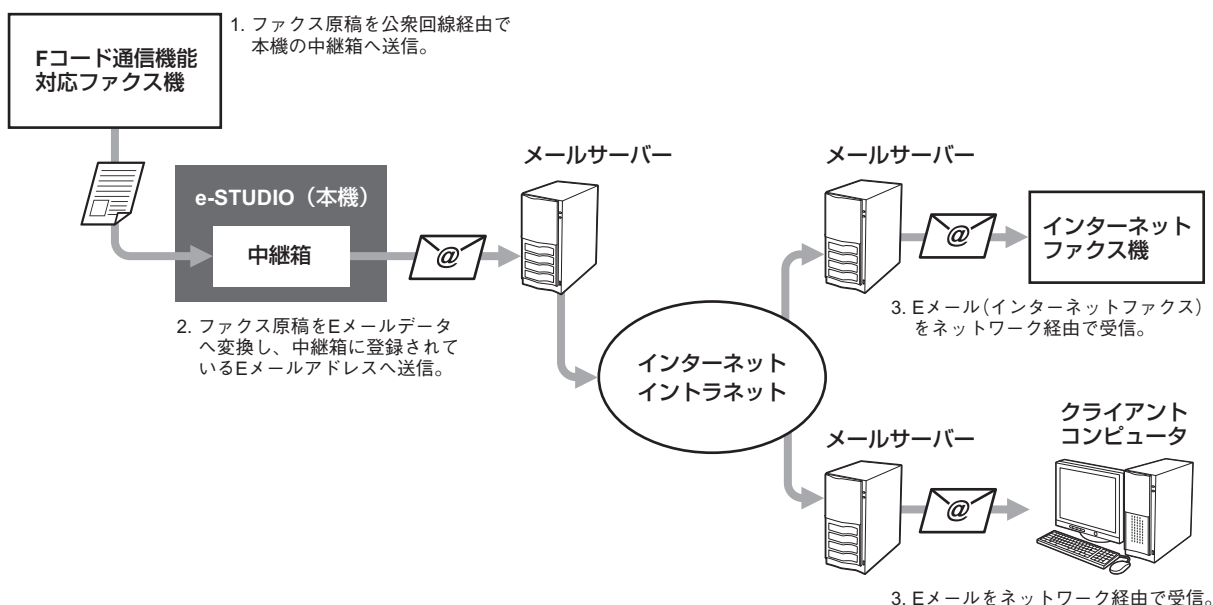 1. ファクス原稿を公衆回線経由で
本機の中継箱へ送信。
Fコード通信機能
対応ファクス機
メールサーバー
メールサーバー
e-STUDIO（本機）
中継箱
@
@
インターネット
ファクス機
2. ファクス原稿をEメールデータ
へ変換し、中継箱に登録されて
いるEメールアドレスへ送信。
3. Eメール（インターネットファクス）
をネットワーク経由で受信。
インターネット
イントラネット
メールサーバー
クライアント
コンピュータ
@
3. Eメールをネットワーク経由で受信。